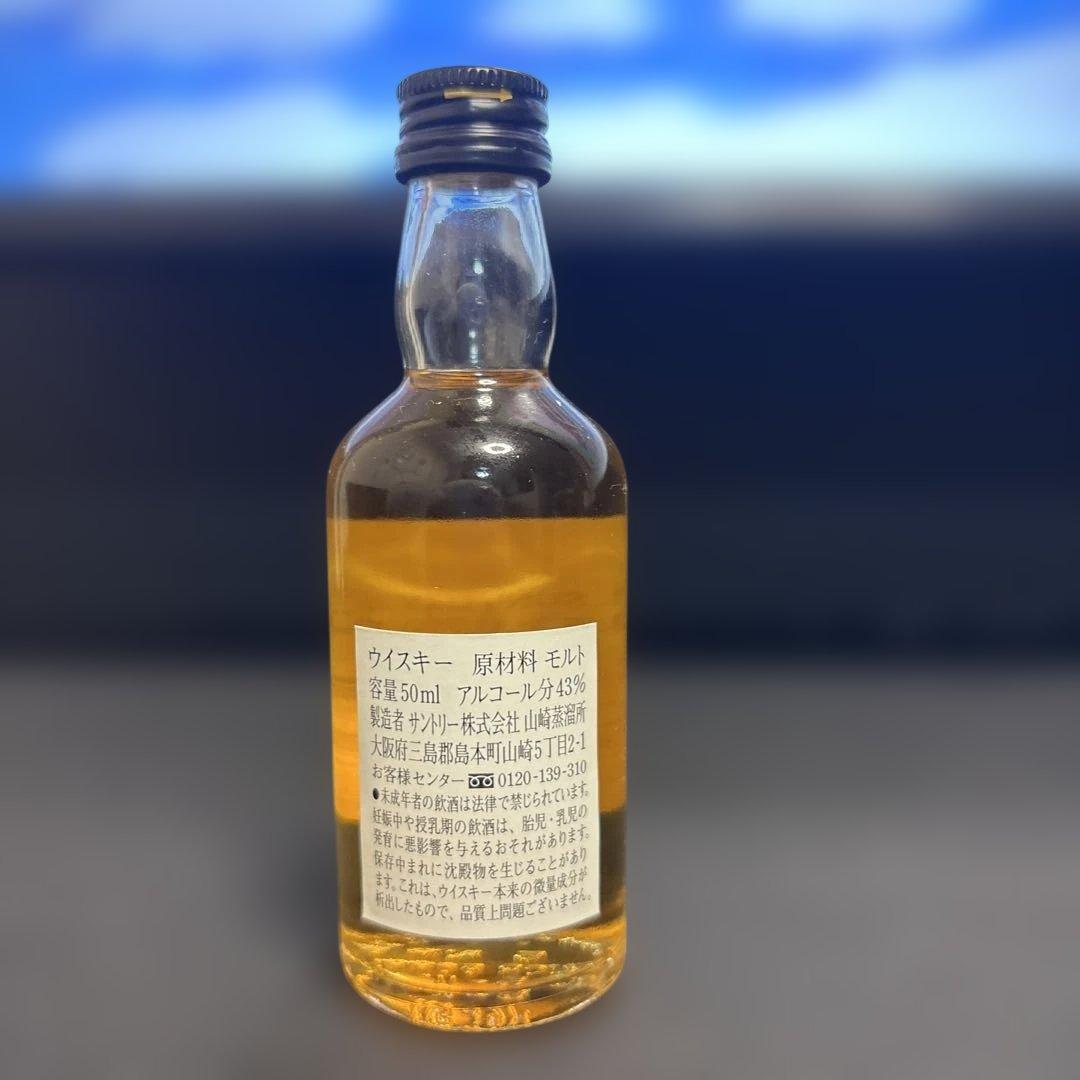 ウイスキー 原材料 モルト
容量50ml アルコール分43%
製造者 サントリー株式会社 山崎蒸溜所
大阪府三島郡島本町山崎5丁目2-1
お客様センター 0120-139-310
●未成年者の飲酒は法律で禁じられています。
妊娠中や授乳期の飲酒は、胎児・乳児の
発育に悪影響を与えるおそれがあります。
保存中まれに沈殿物を生じることがあり
ます。これは、ウイスキー本来の微量成分が
析出したもので、品質上問題ございません。